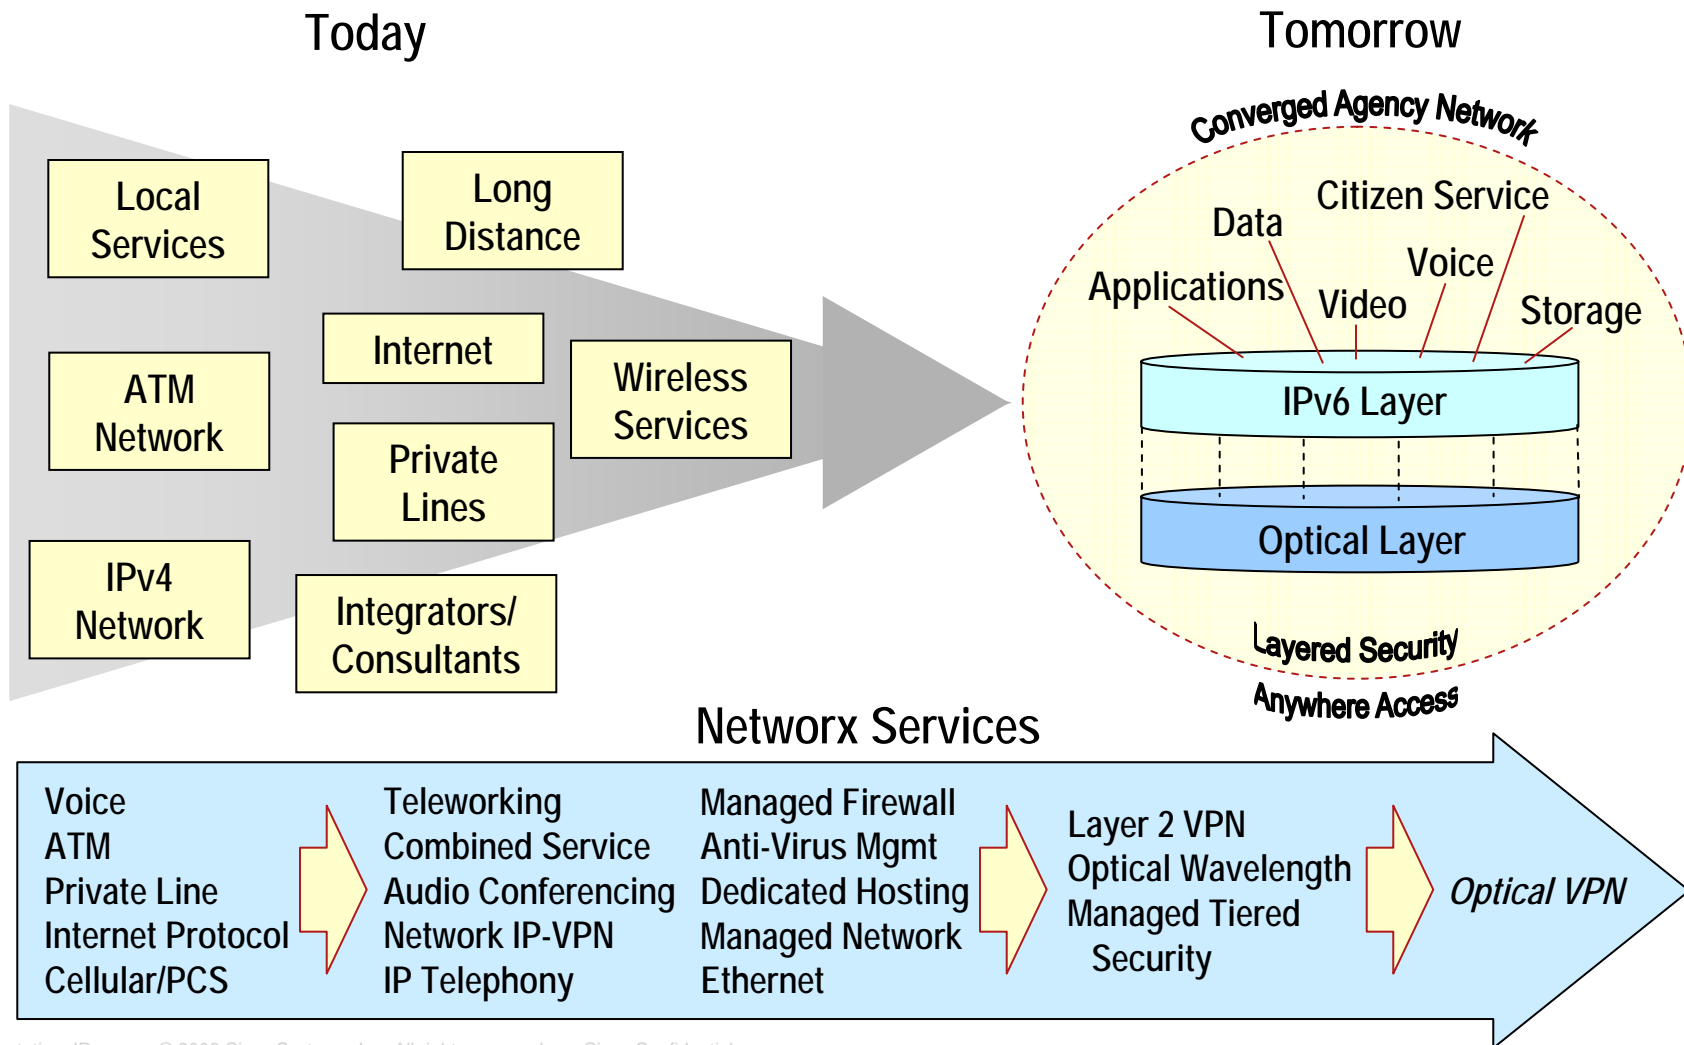 Today
Tomorrow
Local
Services
Long
Distance
Internet
ATM
Network
Wireless
Services
Private
Lines
IPv4
Network
Integrators/
Consultants
Converged Agency Network
Citizen Service
Data
Voice
Applications
Video
Storage
IPv6 Layer
Optical Layer
Layered Security
Anywhere Access
Networx Services
Voice
ATM
Private Line
Internet Protocol
Cellular/PCS
Teleworking
Combined Service
Audio Conferencing
Network IP-VPN
IP Telephony
Managed Firewall
Anti-Virus Mgmt
Dedicated Hosting
Managed Network
Ethernet
Layer 2 VPN
Optical Wavelength
Managed Tiered
Security
Optical VPN